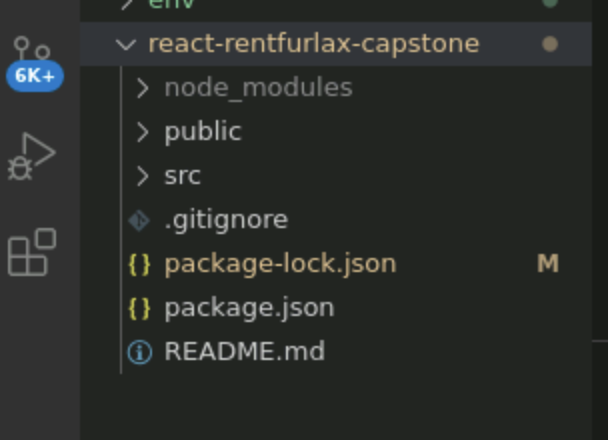 env
react-rentfurlax-capstone
6K+
node_modules
public
src
.gitignore
{} package-lock.json M
{} package.json
README.md